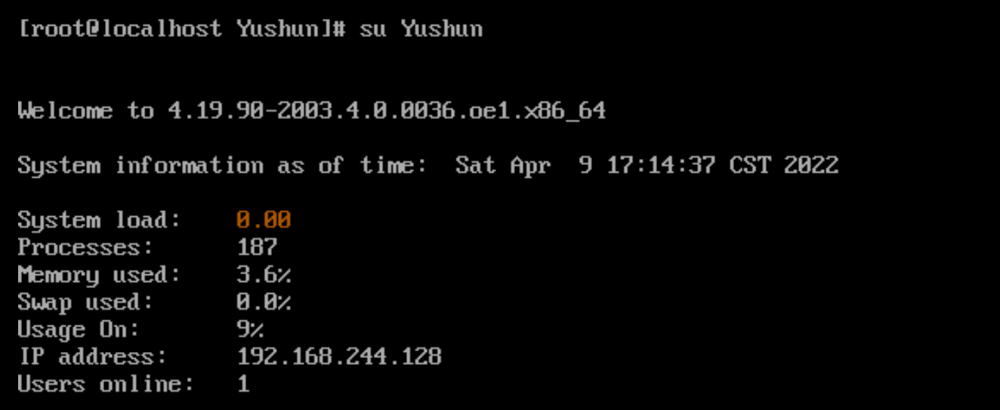 [root@localhost Yushun]# su Yushun
Welcome to 4.19.90-2003.4.0.0036.oe1.x86_64
System information as of time:  Sat Apr  9 17:14:37 CST 2022
System load:    0.00
Processes:      187
Memory used:    3.6%
Swap used:      0.0%
Usage On:       9%
IP address:     192.168.244.128
Users online:   1